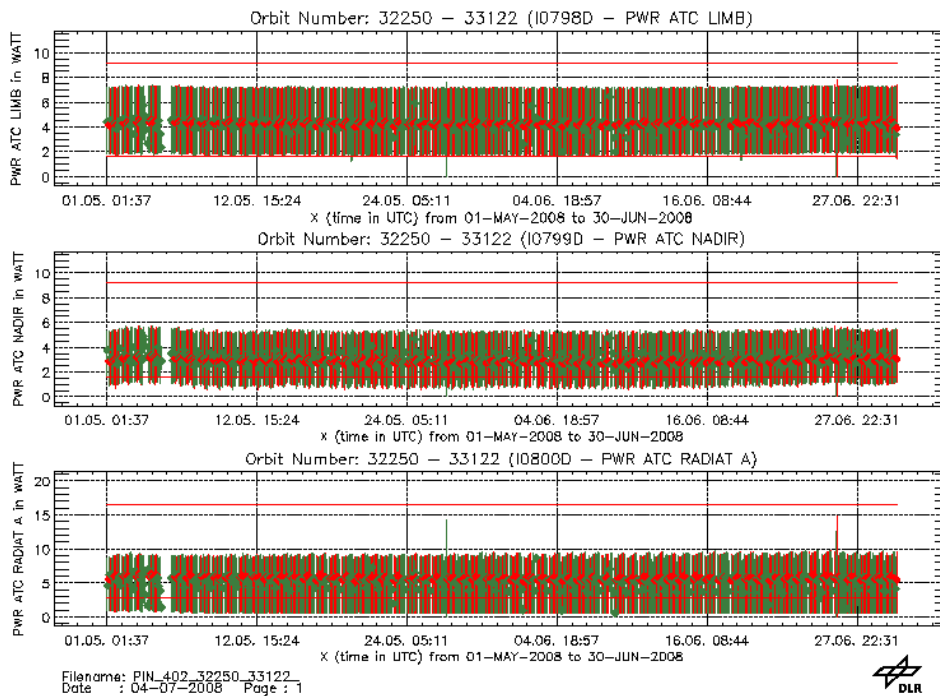 Orbit Number: 32250 – 33122 (I0798D – PWR ATC LIMB)
PWR ATC LIMB in WATT
10
8
6
4
2
0
01.05. 01:37 12.05. 15:24 24.05. 05:11 04.06. 18:57 16.06. 08:44 27.06. 22:31
X (time in UTC) from 01-MAY-2008 to 30-JUN-2008
Orbit Number: 32250 – 33122 (I0799D – PWR ATC NADIR)
PWR ATC NADIR in WATT
10
8
6
4
2
0
01.05. 01:37 12.05. 15:24 24.05. 05:11 04.06. 18:57 16.06. 08:44 27.06. 22:31
X (time in UTC) from 01-MAY-2008 to 30-JUN-2008
Orbit Number: 32250 – 33122 (I0800D – PWR ATC RADIAT A)
PWR ATC RADIAT A in WATT
20
15
10
5
0
01.05. 01:37 12.05. 15:24 24.05. 05:11 04.06. 18:57 16.06. 08:44 27.06. 22:31
X (time in UTC) from 01-MAY-2008 to 30-JUN-2008
Filename: PIN_402_32250_33122_
Date : 04-07-2008 Page : 1
DLR